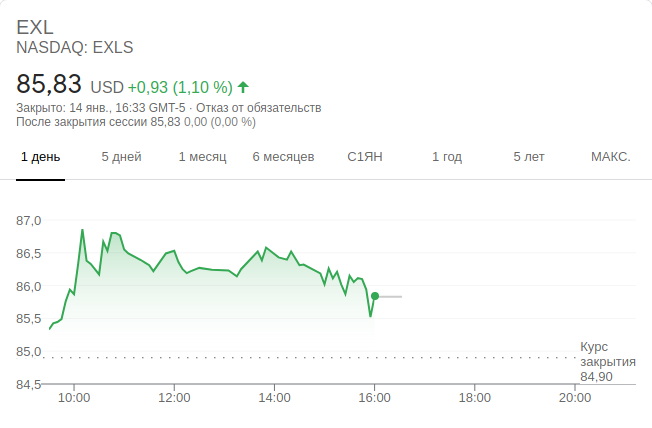 EXL
NASDAQ: EXLS
85,83 USD +0,93 (1,10 %)
Закрыто: 14 янв., 16:33 GMT-5 · Отказ от обязательств
После закрытия сессии 85,83 0,00 (0,00 %)
1 день 5 дней 1 месяц 6 месяцев С1ЯН 1 год 5 лет МАКС.
87,0
86,5
86,0
85,5
85,0
84,5
Курс
закрытия
84,90
10:00 12:00 14:00 16:00 18:00 20:00